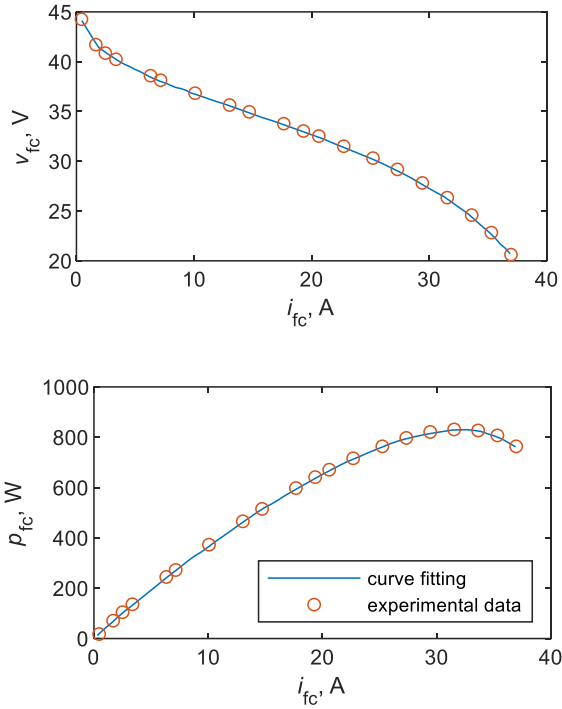 45
40
35
30
25
20
v_fc, V
0 10 20 30 40
i_fc, A
1000
800
600
400
200
0
p_fc, W
curve fitting
experimental data
0 10 20 30 40
i_fc, A